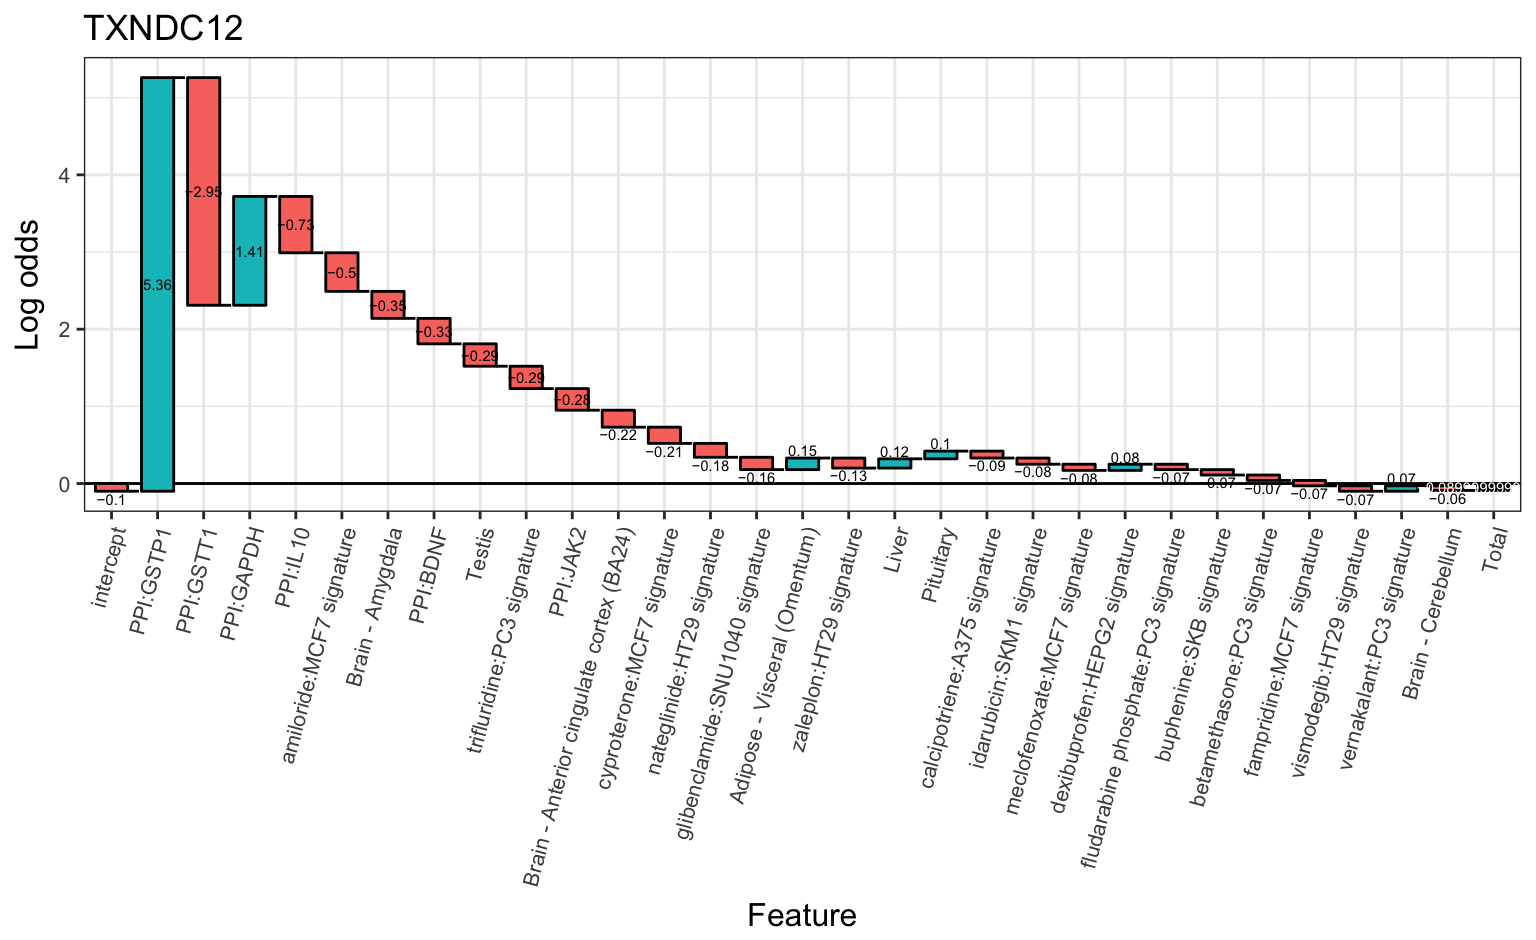 TXNDC12
Log odds
4
2
0
−0.1
5.36
−2.95
1.41
−0.73
−0.5
−0.35
−0.33
−0.29
−0.29
−0.28
−0.22
−0.21
−0.18
−0.16
0.15
−0.13
0.12
0.1
−0.09
−0.08
−0.08
0.08
−0.07
−0.07
−0.07
−0.07
0.07
−0.06
intercept
PPI:GSTP1
PPI:GSTT1
PPI:GAPDH
PPI:IL10
amiloride:MCF7 signature
Brain - Amygdala
PPI:BDNF
Testis
trifluridine:PC3 signature
PPI:JAK2
Brain - Anterior cingulate cortex (BA24)
cyproterone:MCF7 signature
nateglinide:HT29 signature
glibenclamide:SNU1040 signature
Adipose - Visceral (Omentum)
zaleplon:HT29 signature
Liver
Pituitary
calcipotriene:A375 signature
idarubicin:SKM1 signature
meclofenoxate:MCF7 signature
dexibuprofen:HEPG2 signature
fludarabine phosphate:PC3 signature
buphenine:SKB signature
betamethasone:PC3 signature
fampridine:MCF7 signature
vismodegib:HT29 signature
vernakalant:PC3 signature
Brain - Cerebellum
Total
Feature